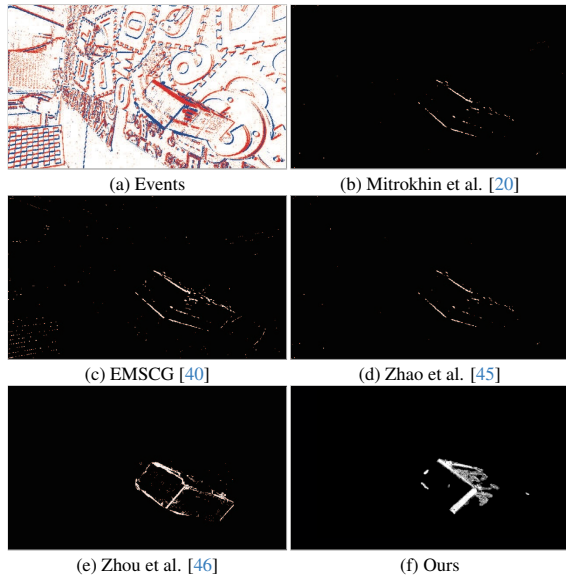 (a) Events
(b) Mitrokhin et al. [20]
(c) EMSCG [40]
(d) Zhao et al. [45]
(e) Zhou et al. [46]
(f) Ours